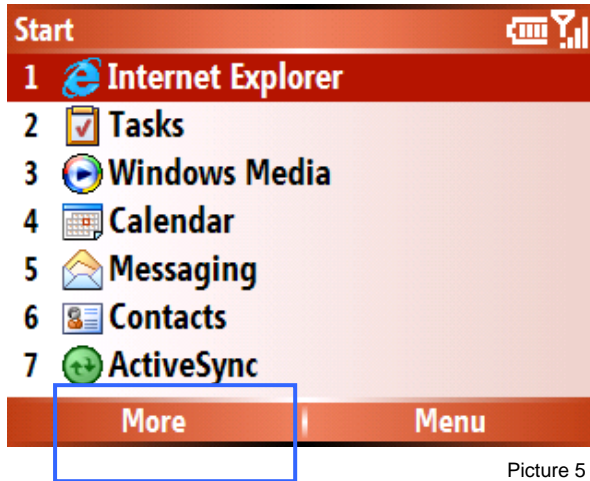 Start
1 Internet Explorer
2 Tasks
3 Windows Media
4 Calendar
5 Messaging
6 Contacts
7 ActiveSync
More Menu
Picture 5